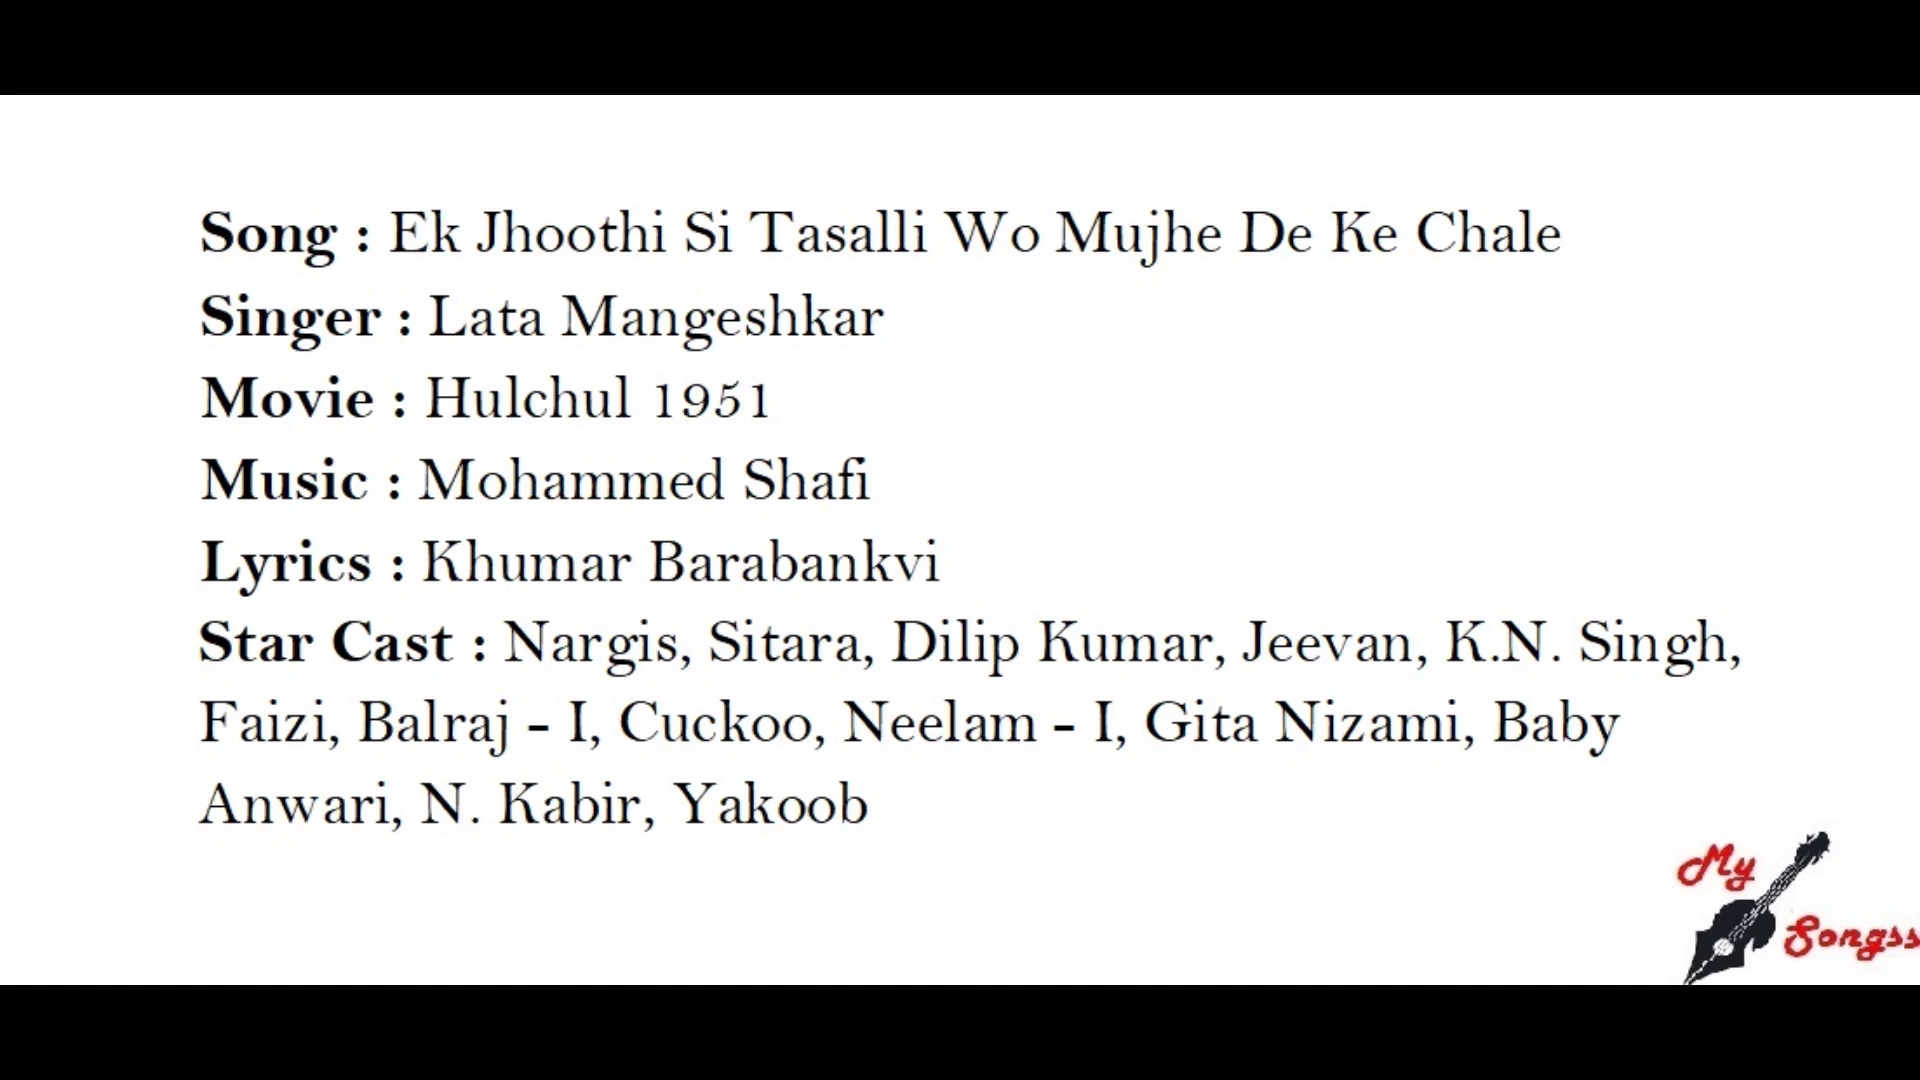 Song : Ek Jhoothi Si Tasalli Wo Mujhe De Ke Chale
Singer : Lata Mangeshkar
Movie : Hulchul 1951
Music : Mohammed Shafi
Lyrics : Khumar Barabankvi
Star Cast : Nargis, Sitara, Dilip Kumar, Jeevan, K.N. Singh,
Faizi, Balraj - I, Cuckoo, Neelam - I, Gita Nizami, Baby
Anwari, N. Kabir, Yakoob
My
Songss